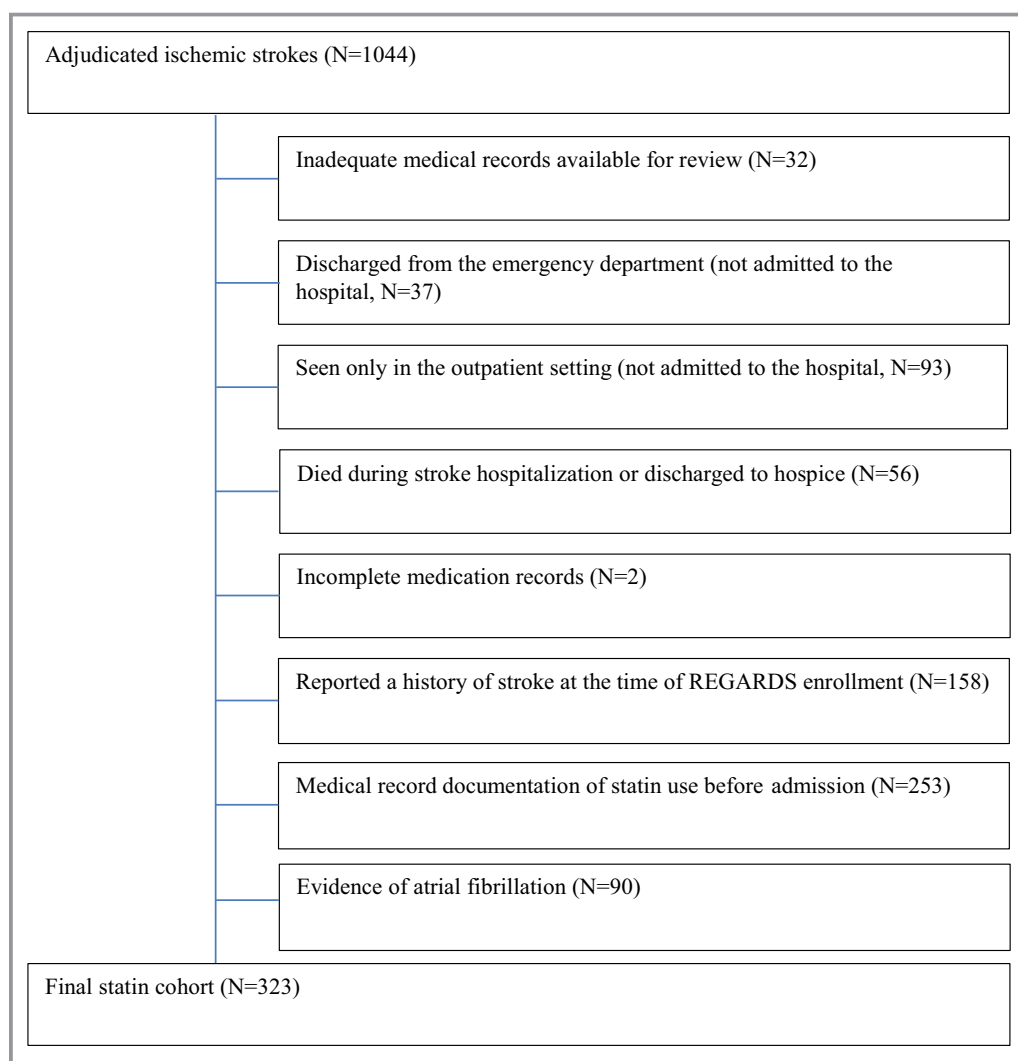 Adjudicated ischemic strokes (N=1044)
Inadequate medical records available for review (N=32)
Discharged from the emergency department (not admitted to the
hospital, N=37)
Seen only in the outpatient setting (not admitted to the hospital, N=93)
Died during stroke hospitalization or discharged to hospice (N=56)
Incomplete medication records (N=2)
Reported a history of stroke at the time of REGARDS enrollment (N=158)
Medical record documentation of statin use before admission (N=253)
Evidence of atrial fibrillation (N=90)
Final statin cohort (N=323)